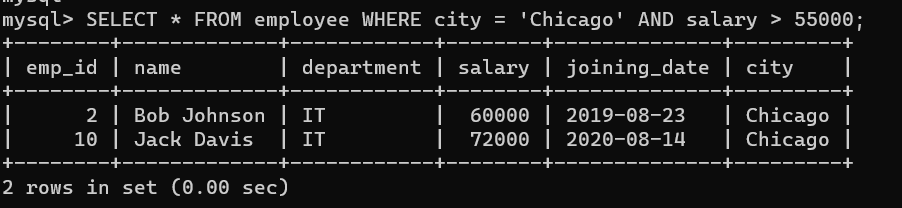 mysql> SELECT * FROM employee WHERE city = 'Chicago' AND salary > 55000;
+--------+-------------+------------+--------+--------------+---------+
| emp_id | name        | department | salary | joining_date | city    |
+--------+-------------+------------+--------+--------------+---------+
|      2 | Bob Johnson | IT         |  60000 | 2019-08-23   | Chicago |
|     10 | Jack Davis  | IT         |  72000 | 2020-08-14   | Chicago |
+--------+-------------+------------+--------+--------------+---------+
2 rows in set (0.00 sec)